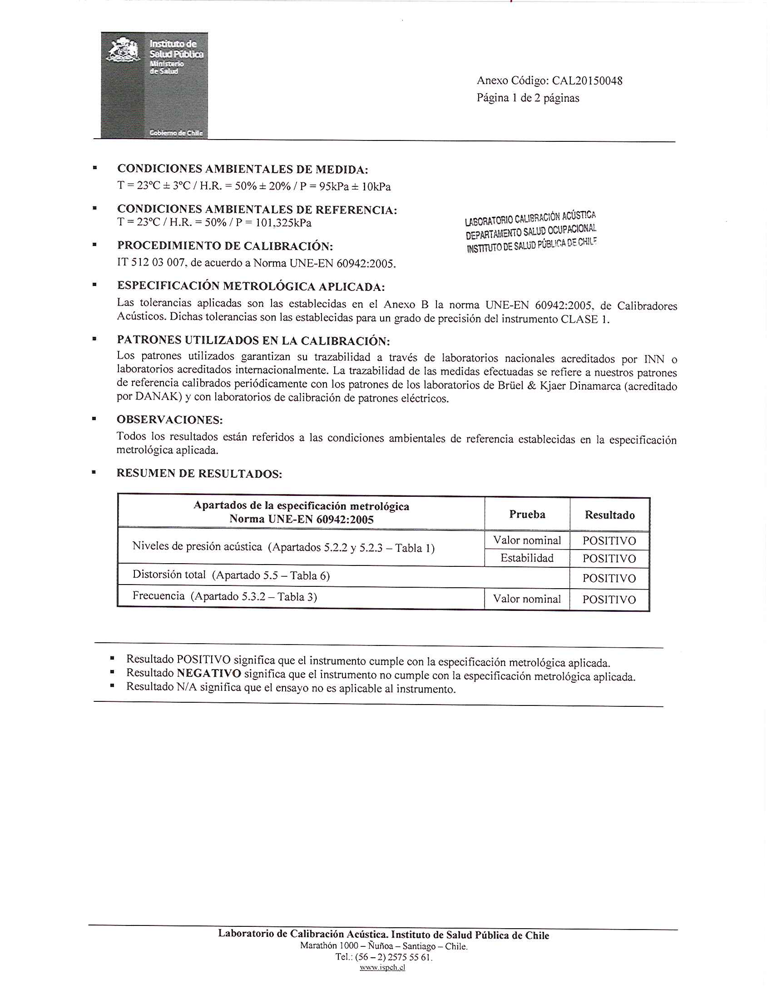 Instituto de
Salud Pública
Ministerio
de Salud
Gobierno de Chile
Anexo Código: CAL20150048
Página 1 de 2 páginas
▪ CONDICIONES AMBIENTALES DE MEDIDA:
T = 23ºC ± 3ºC / H.R. = 50% ± 20% / P = 95kPa ± 10kPa
▪ CONDICIONES AMBIENTALES DE REFERENCIA:
T = 23ºC / H.R. = 50% / P = 101,325kPa
LABORATORIO CALIBRACIÓN ACÚSTICA
DEPARTAMENTO SALUD OCUPACIONAL
INSTITUTO DE SALUD PÚBLICA DE CHILE
▪ PROCEDIMIENTO DE CALIBRACIÓN:
IT 512 03 007, de acuerdo a Norma UNE-EN 60942:2005.
▪ ESPECIFICACIÓN METROLÓGICA APLICADA:
Las tolerancias aplicadas son las establecidas en el Anexo B la norma UNE-EN 60942:2005, de Calibradores
Acústicos. Dichas tolerancias son las establecidas para un grado de precisión del instrumento CLASE 1.
▪ PATRONES UTILIZADOS EN LA CALIBRACIÓN:
Los patrones utilizados garantizan su trazabilidad a través de laboratorios nacionales acreditados por INN o
laboratorios acreditados internacionalmente. La trazabilidad de las medidas efectuadas se refiere a nuestros patrones
de referencia calibrados periódicamente con los patrones de los laboratorios de Brüel & Kjaer Dinamarca (acreditado
por DANAK) y con laboratorios de calibración de patrones eléctricos.
▪ OBSERVACIONES:
Todos los resultados están referidos a las condiciones ambientales de referencia establecidas en la especificación
metrológica aplicada.
▪ RESUMEN DE RESULTADOS:
Apartados de la especificación metrológica
Norma UNE-EN 60942:2005
Prueba
Resultado
Niveles de presión acústica (Apartados 5.2.2 y 5.2.3 – Tabla 1)
Valor nominal POSITIVO
Estabilidad POSITIVO
Distorsión total (Apartado 5.5 – Tabla 6) POSITIVO
Frecuencia (Apartado 5.3.2 – Tabla 3) Valor nominal POSITIVO
▪ Resultado POSITIVO significa que el instrumento cumple con la especificación metrológica aplicada.
▪ Resultado NEGATIVO significa que el instrumento no cumple con la especificación metrológica aplicada.
▪ Resultado N/A significa que el ensayo no es aplicable al instrumento.
Laboratorio de Calibración Acústica. Instituto de Salud Pública de Chile
Marathón 1000 – Ñuñoa – Santiago – Chile.
Tel.: (56 – 2) 2575 55 61.
www.ispch.cl